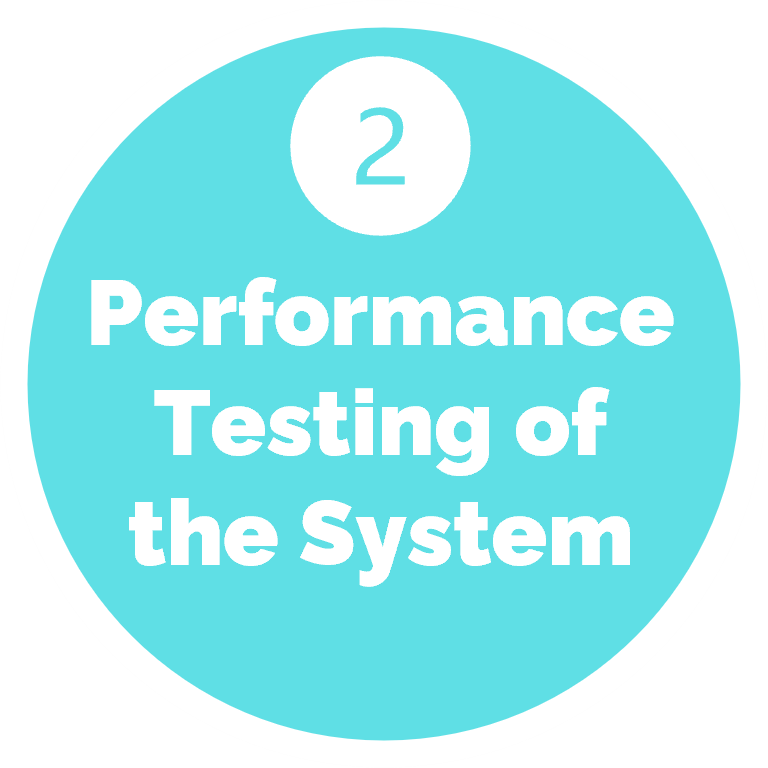 2
Performance
Testing of
the System